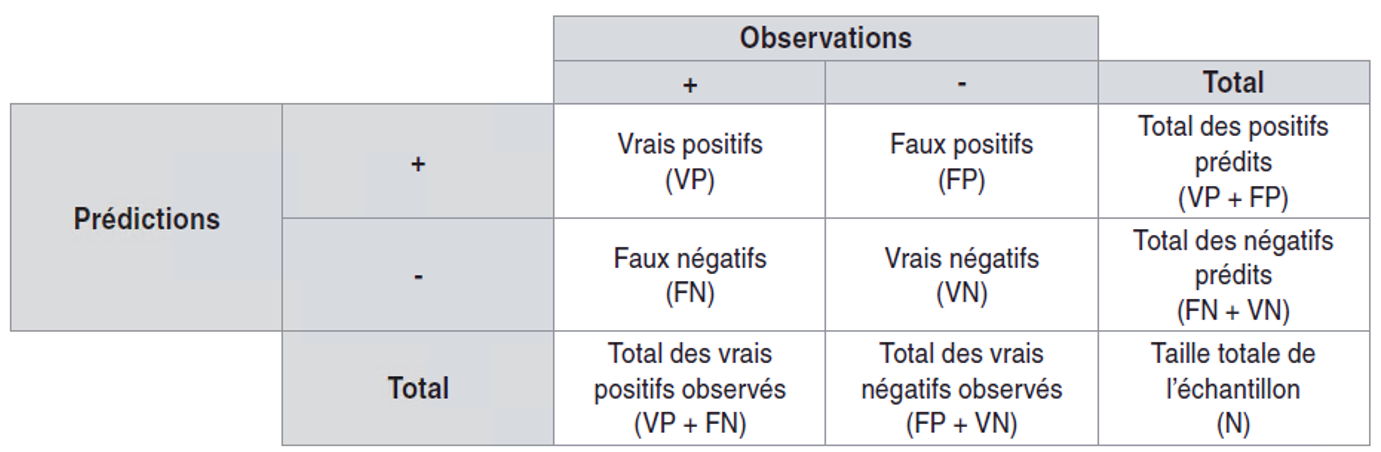 Observations
+ - Total
Prédictions
+
Vrais positifs
(VP)
Faux positifs
(FP)
Total des positifs
prédits
(VP + FP)
-
Faux négatifs
(FN)
Vrais négatifs
(VN)
Total des négatifs
prédits
(FN + VN)
Total
Total des vrais
positifs observés
(VP + FN)
Total des vrais
négatifs observés
(FP + VN)
Taille totale de
l'échantillon
(N)